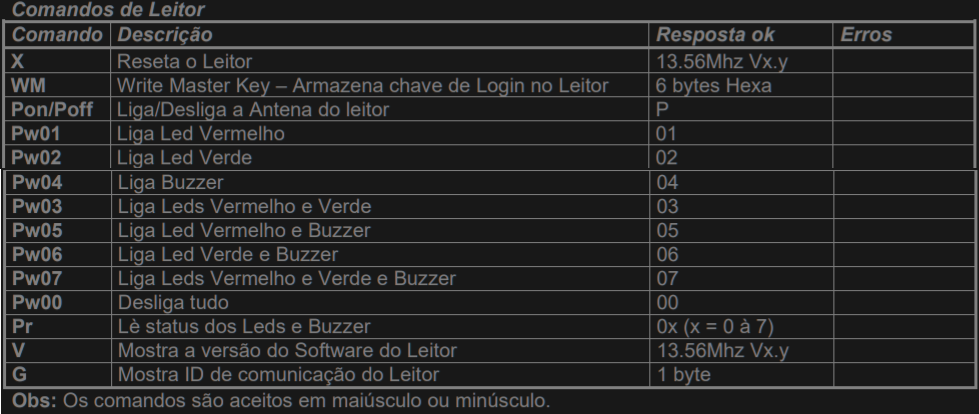 Comandos de Leitor
Comando Descrição Resposta ok Erros
X Reseta o Leitor 13.56Mhz Vx.y
WM Write Master Key – Armazena chave de Login no Leitor 6 bytes Hexa
Pon/Poff Liga/Desliga a Antena do leitor P
Pw01 Liga Led Vermelho 01
Pw02 Liga Led Verde 02
Pw04 Liga Buzzer 04
Pw03 Liga Leds Vermelho e Verde 03
Pw05 Liga Led Vermelho e Buzzer 05
Pw06 Liga Led Verde e Buzzer 06
Pw07 Liga Leds Vermelho e Verde e Buzzer 07
Pw00 Desliga tudo 00
Pr Lè status dos Leds e Buzzer 0x (x = 0 à 7)
V Mostra a versão do Software do Leitor 13.56Mhz Vx.y
G Mostra ID de comunicação do Leitor 1 byte
Obs: Os comandos são aceitos em maiúsculo ou minúsculo.